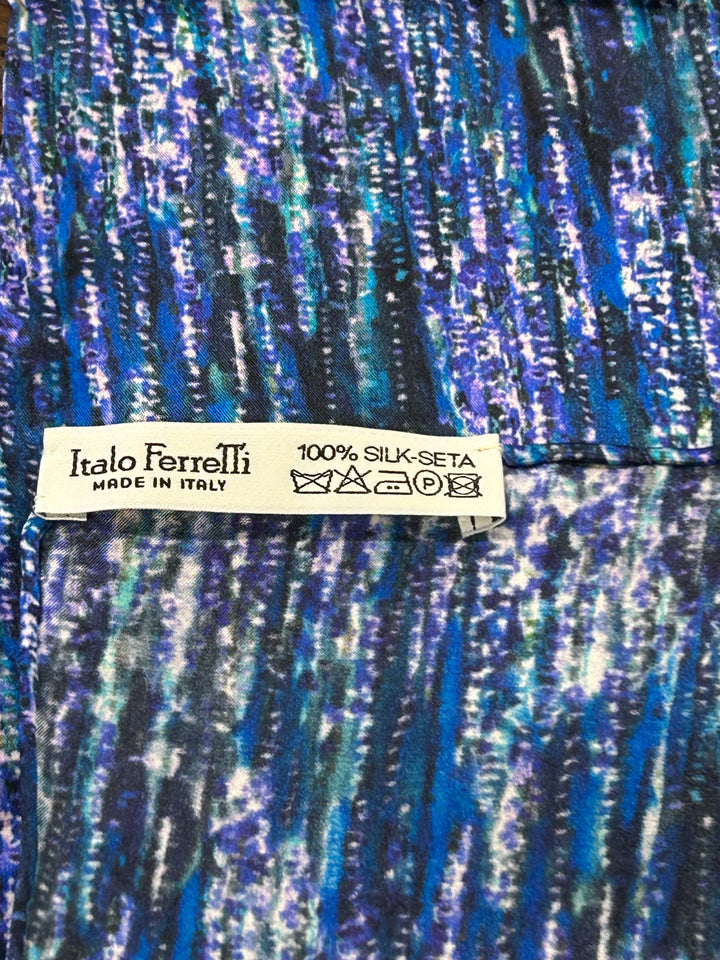 Italo Ferretti
MADE IN ITALY
100% SILK-SETA
P